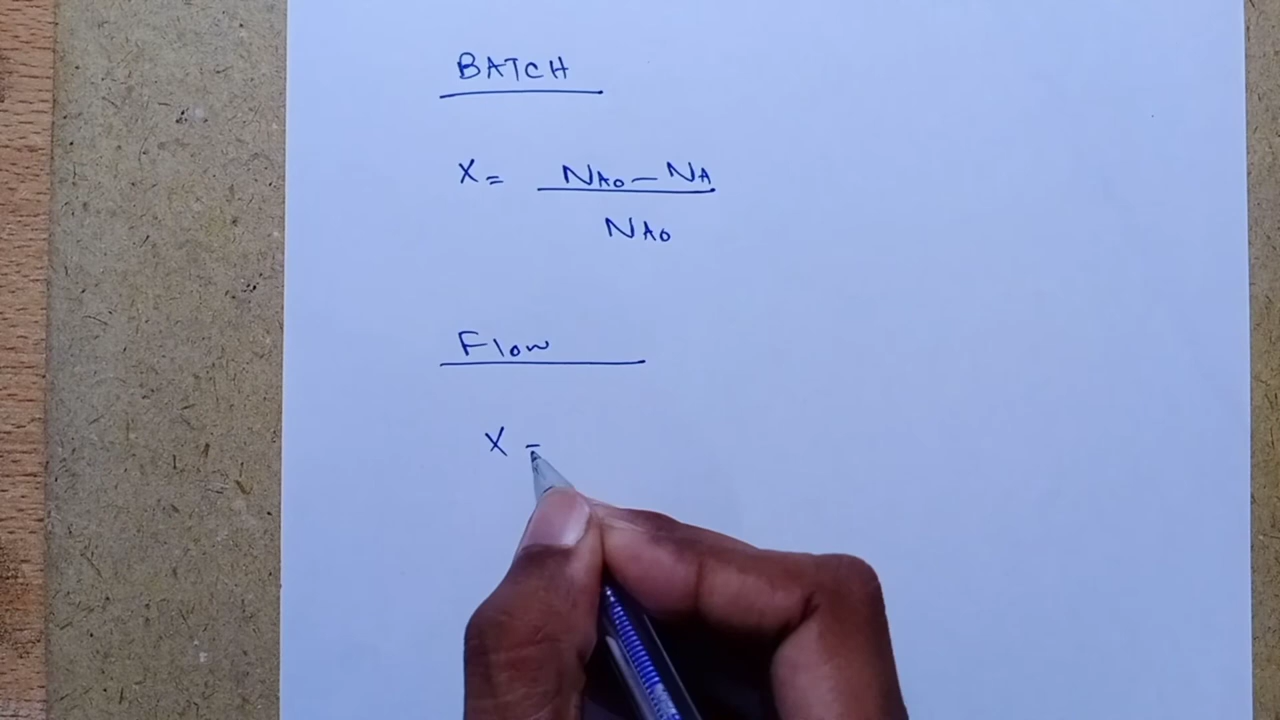 BATCH
X = NAO - NA
NAO
Flow
X =